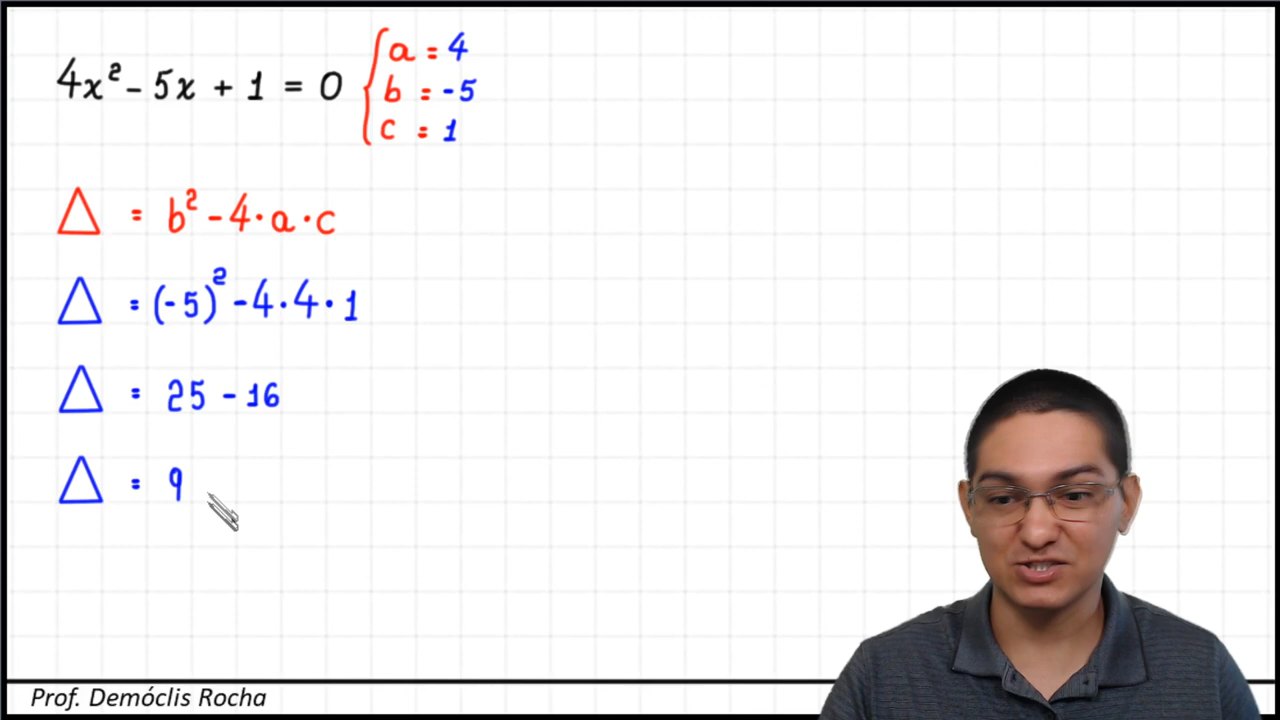 4x² - 5x + 1 = 0
a = 4
b = -5
c = 1
Δ = b² - 4·a·c
Δ = (-5)² - 4·4·1
Δ = 25 - 16
Δ = 9
Prof. Demóclis Rocha